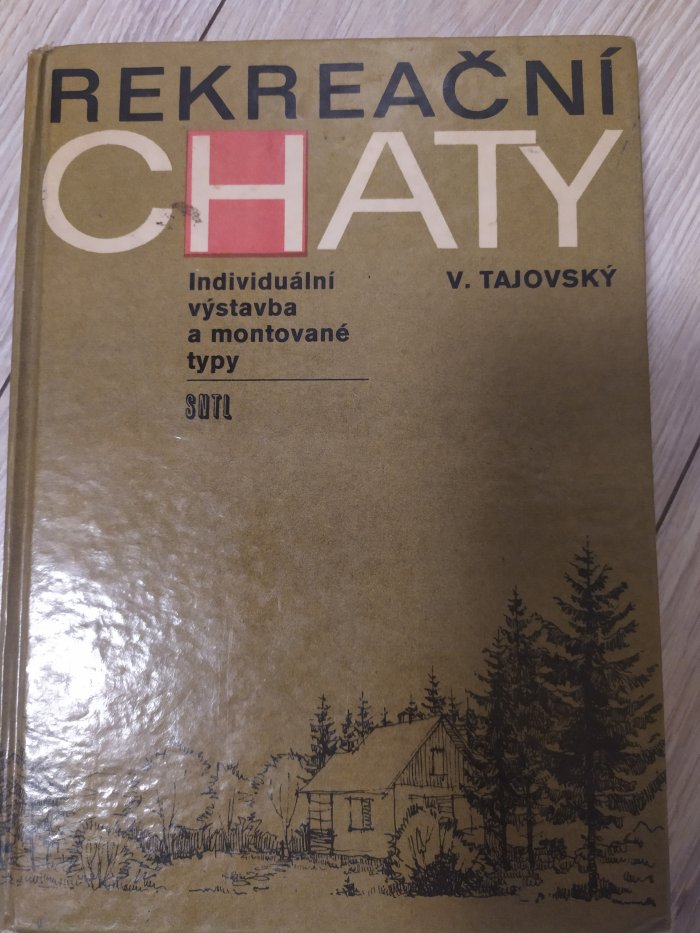 REKREAČNÍ
CHATY
Individuální
výstavba
a montované
typy
V. TAJOVSKÝ
SNTL